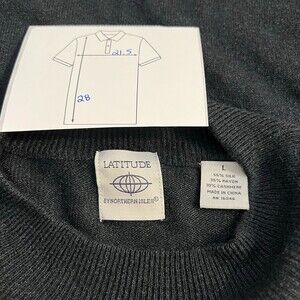 21.5
28
LATITUDE
BY NORTHERN ISLES®
L
55% SILK
35% RAYON
10% CASHMERE
MADE IN CHINA
RN 16046